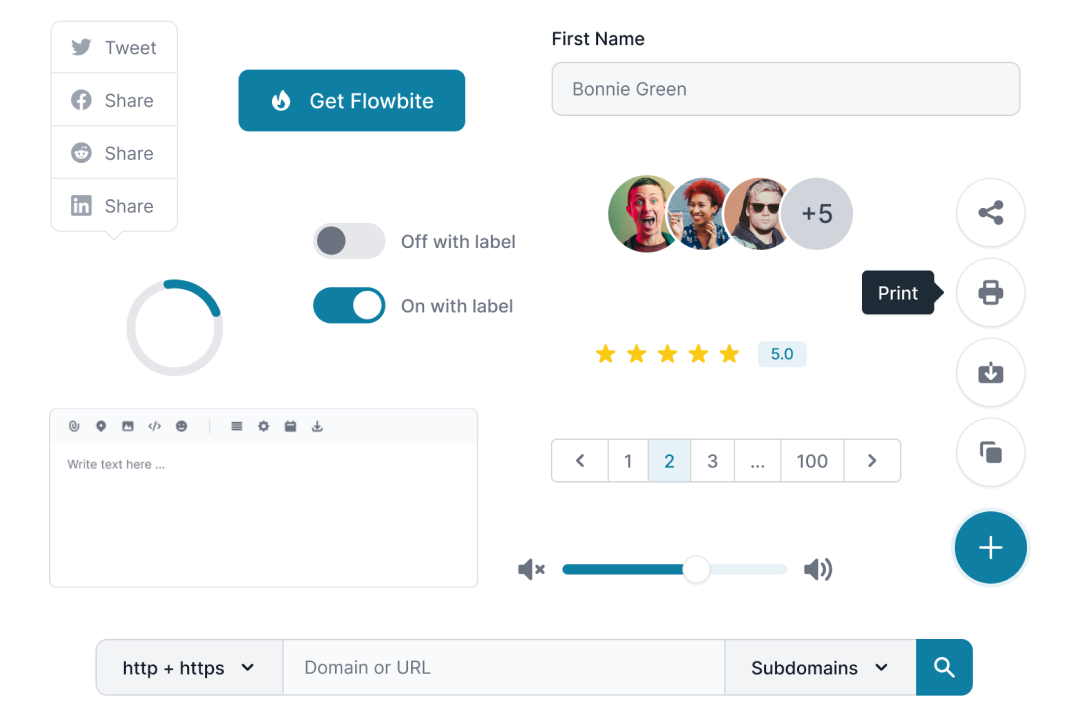 Tweet
Share
Share
Share
Get Flowbite
First Name
Bonnie Green
Off with label
On with label
+5
Print
5.0
Write text here ...
1 2 3 ... 100
http + https
Domain or URL
Subdomains